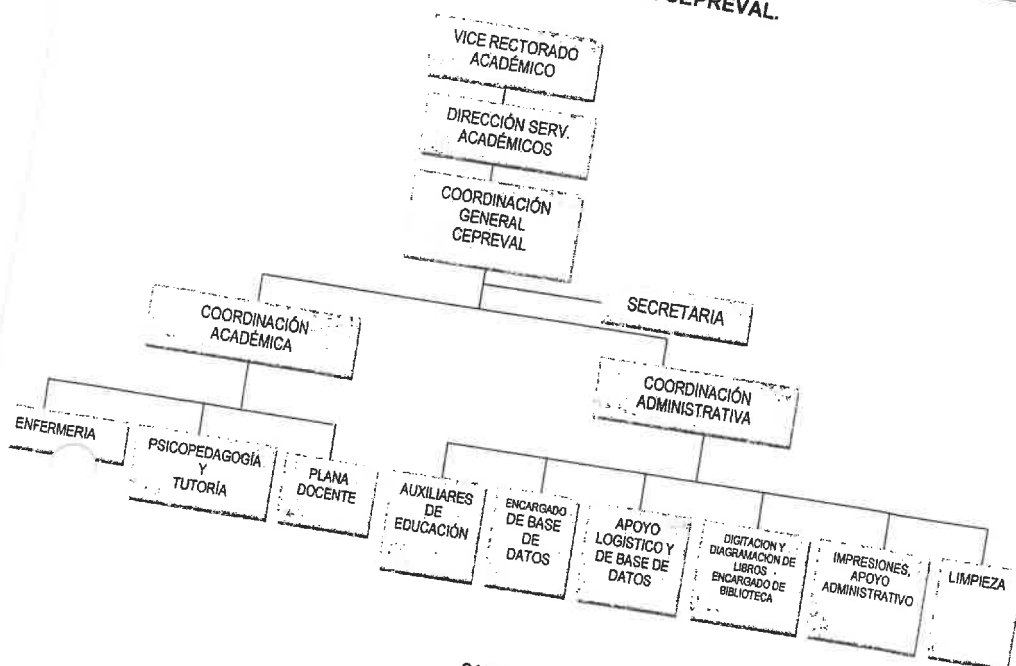 CEPREVAL.
VICE RECTORADO
ACADÉMICO
DIRECCIÓN SERV.
ACADÉMICOS
COORDINACIÓN
GENERAL
CEPREVAL
SECRETARIA
COORDINACIÓN
ACADÉMICA
COORDINACIÓN
ADMINISTRATIVA
ENFERMERIA
PSICOPEDAGOGÍA
Y
TUTORÍA
PLANA
DOCENTE
AUXILIARES
DE
EDUCACIÓN
ENCARGADO
DE BASE
DE
DATOS
APOYO
LOGISTICO Y
DE BASE DE
DATOS
DIGITACION Y
DIAGRAMACION DE
LIBROS
ENCARGADO DE
BIBLIOTECA
IMPRESIONES,
APOYO
ADMINISTRATIVO
LIMPIEZA